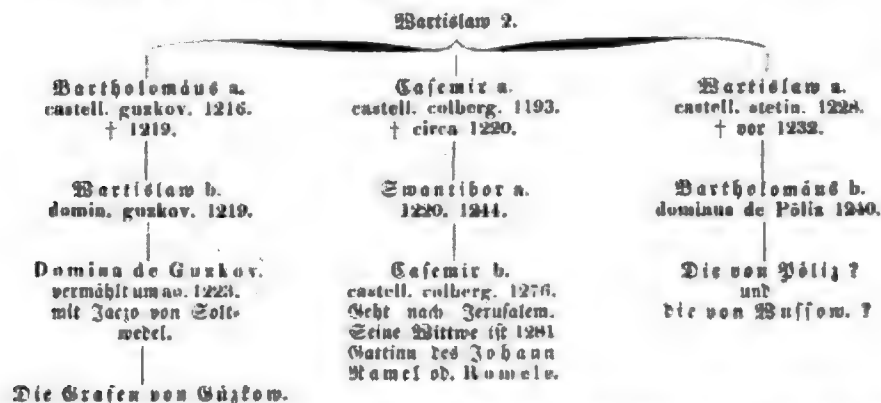 Wartislaw 2.
Bartholomäus a.
castell. guzkov. 1216.
† 1219.
Wartislaw b.
domin. guzkov. 1219.
Domina de Guzkov.
vermählt um ao. 1223.
mit Jaczo von Solt-
wedel.
Die Grafen von Güzkow.
Casemir a.
castell. colberg. 1193.
† circa 1220.
Swantibor a.
1220. 1244.
Casemir b.
castell. colberg. 1276.
Geht nach Jerusalem.
Seine Wittwe ist 1281
Gattinn des Johann
Ramel od. Romele.
Wartislaw a.
castell. stetin. 1228.
† vor 1232.
Bartholomäus b.
dominus de Pöliz 1240.
Die von Pöliz ?
und
die von Wussow. ?